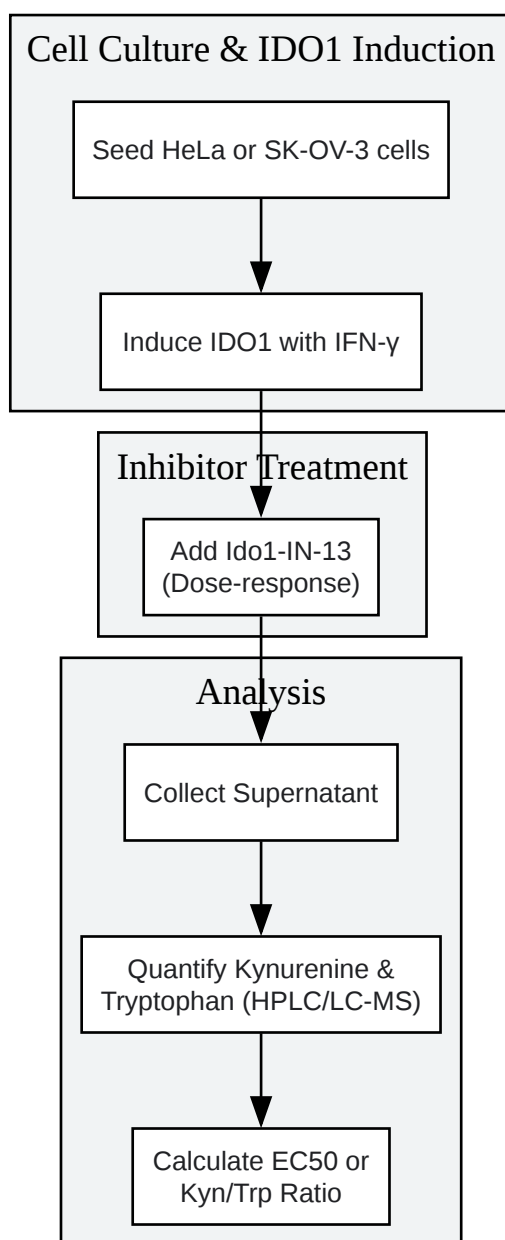 Cell Culture & IDO1 Induction
Seed HeLa or SK-OV-3 cells
Induce IDO1 with IFN-γ
Inhibitor Treatment
Add Ido1-IN-13
(Dose-response)
Analysis
Collect Supernatant
Quantify Kynurenine &
Tryptophan (HPLC/LC-MS)
Calculate EC50 or
Kyn/Trp Ratio